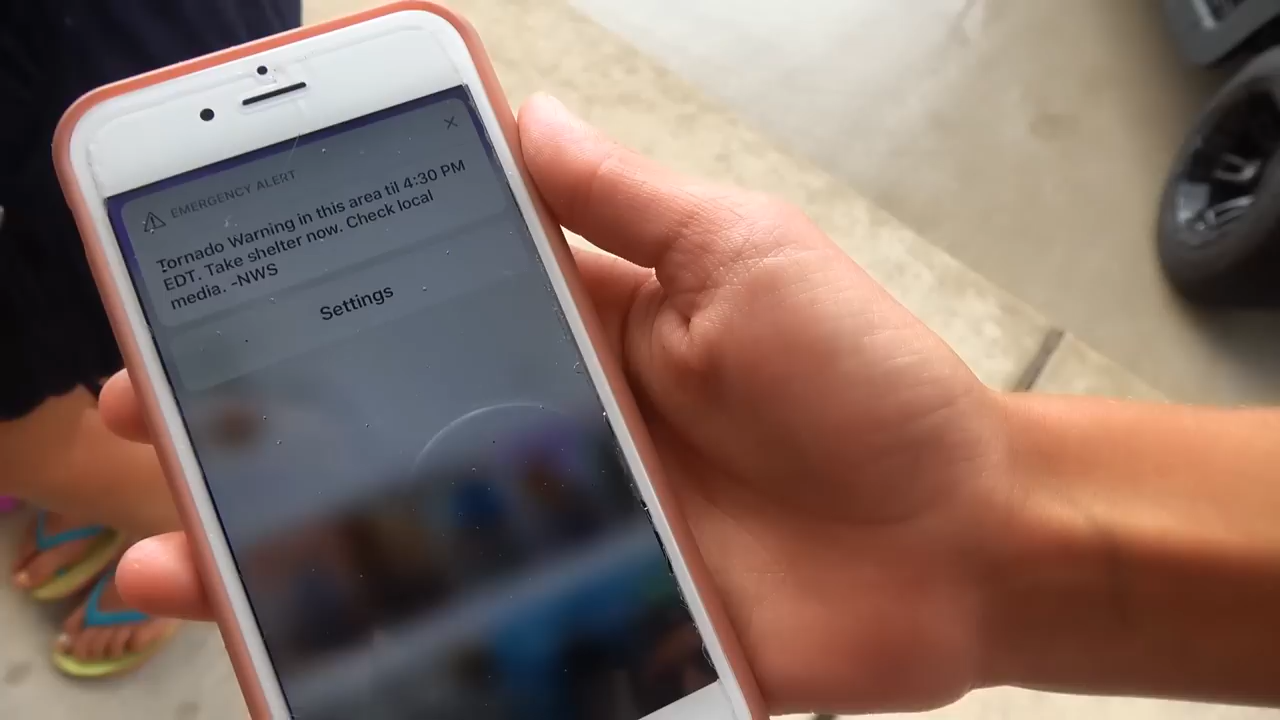 EMERGENCY ALERT
Tornado Warning in this area til 4:30 PM
EDT. Take shelter now. Check local
media. -NWS
Settings